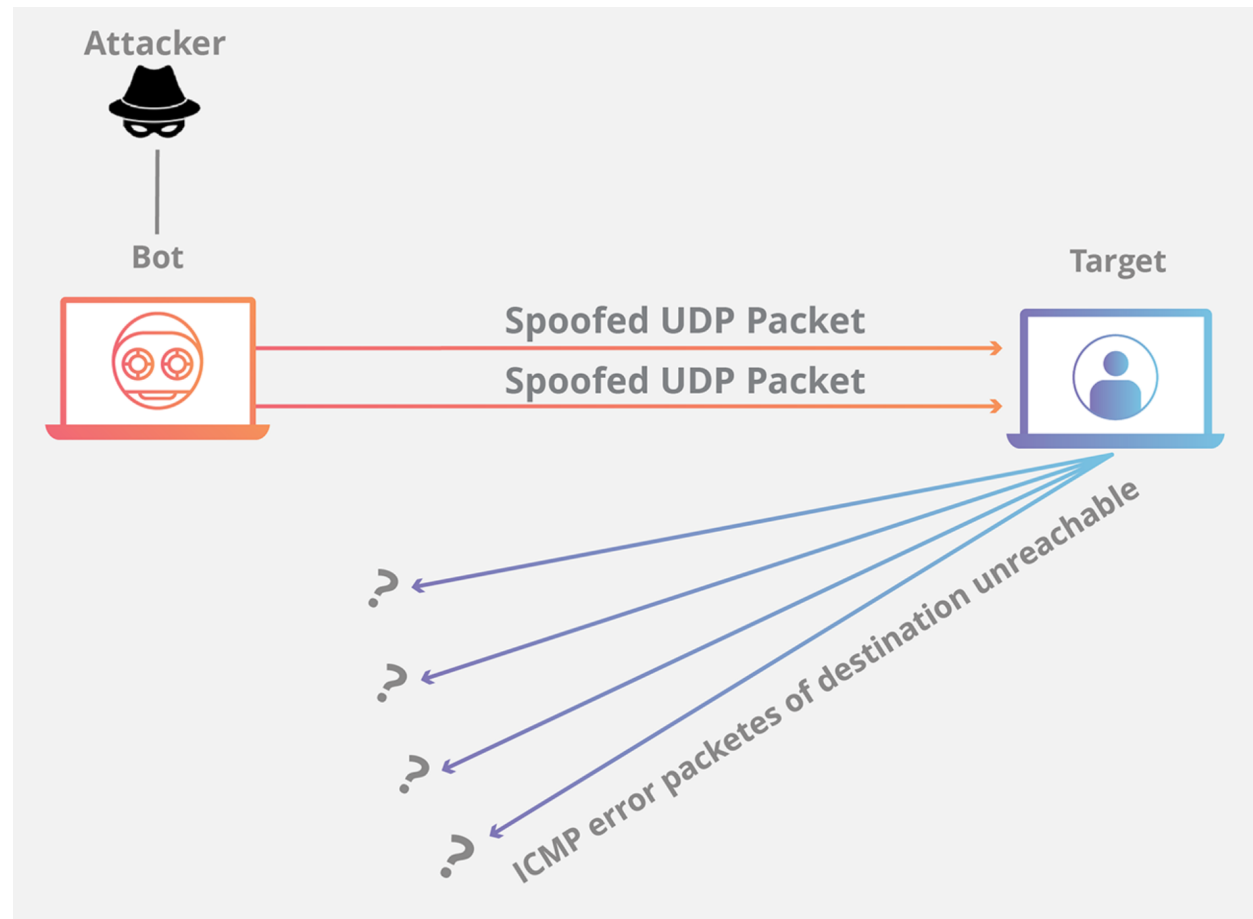 Attacker
Bot
Target
Spoofed UDP Packet
Spoofed UDP Packet
?
?
?
?
ICMP error packetes of destination unreachable